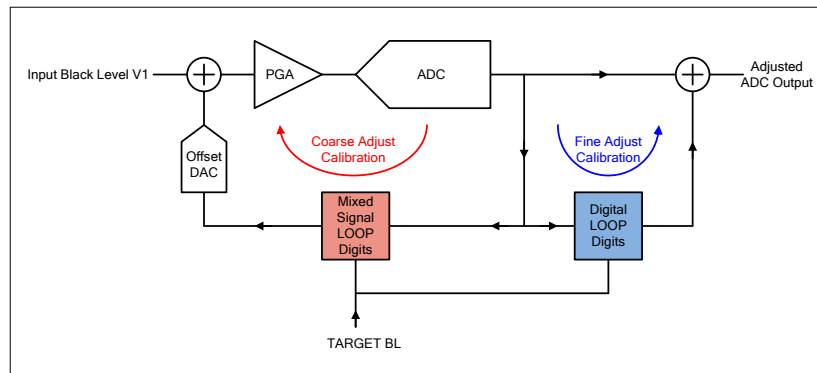 Input Black Level V1
PGA
ADC
Adjusted
ADC Output
Coarse Adjust
Calibration
Fine Adjust
Calibration
Offset
DAC
Mixed
Signal
LOOP
Digits
Digital
LOOP
Digits
TARGET BL